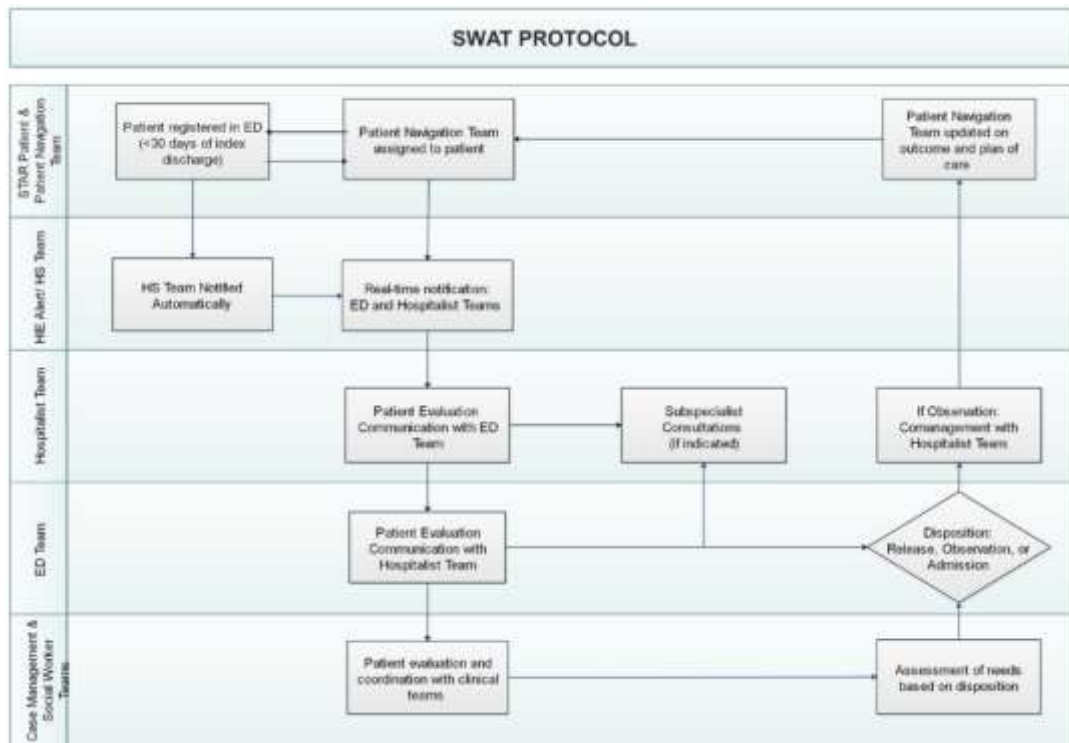 SWAT PROTOCOL
STAR Patient &
Patient Navigation
Team
Patient registered in ED
(<30 days of index
discharge)
Patient Navigation Team
assigned to patient
Patient Navigation
Team updated on
outcome and plan of
care
HIE Alert/ HS Team
HS Team Notified
Automatically
Real-time notification:
ED and Hospitalist Teams
Hospitalist Team
Patient Evaluation
Communication with ED
Team
Subspecialist
Consultations
(If indicated)
If Observation:
Comanagement with
Hospitalist Team
ED Team
Patient Evaluation
Communication with
Hospitalist Team
Disposition:
Release, Observation, or
Admission
Case Management &
Social Worker
Teams
Patient evaluation and
coordination with clinical
teams
Assessment of needs
based on disposition